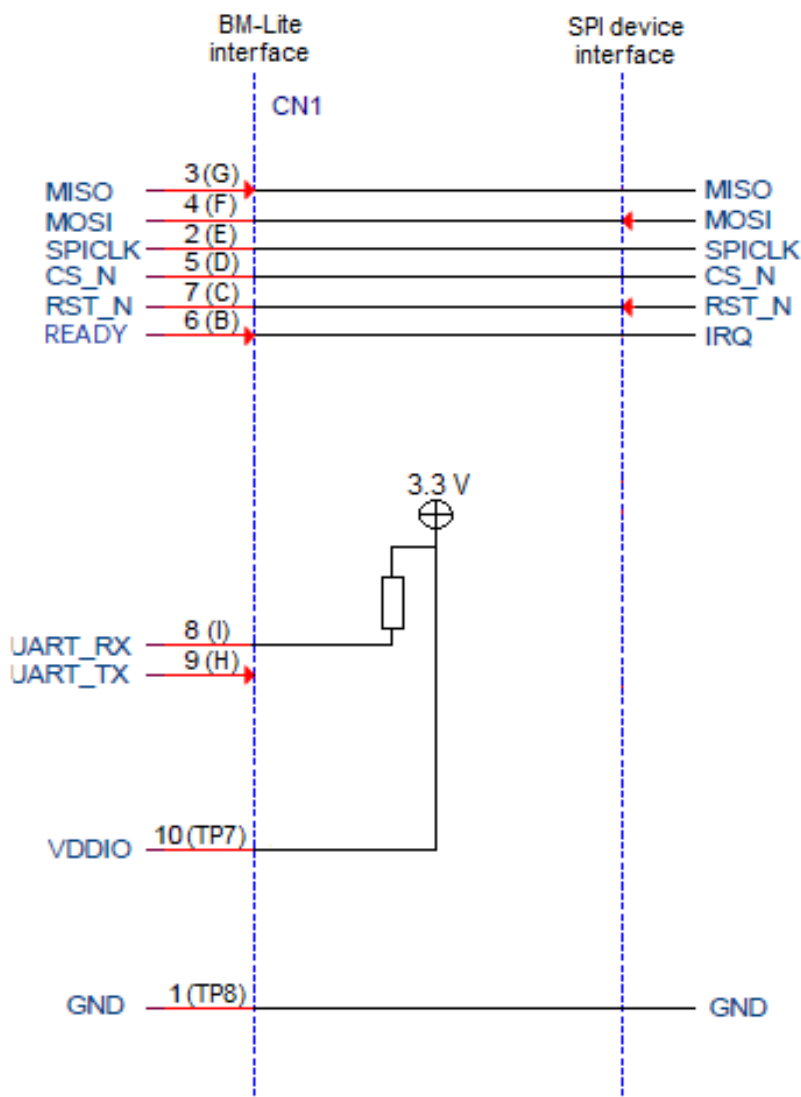 BM-Lite
interface
SPI device
interface
CN1
MISO 3 (G) MISO
MOSI 4 (F) MOSI
SPICLK 2 (E) SPICLK
CS_N 5 (D) CS_N
RST_N 7 (C) RST_N
READY 6 (B) IRQ
3.3 V
UART_RX 8 (I)
UART_TX 9 (H)
VDDIO 10 (TP7)
GND 1 (TP8) GND